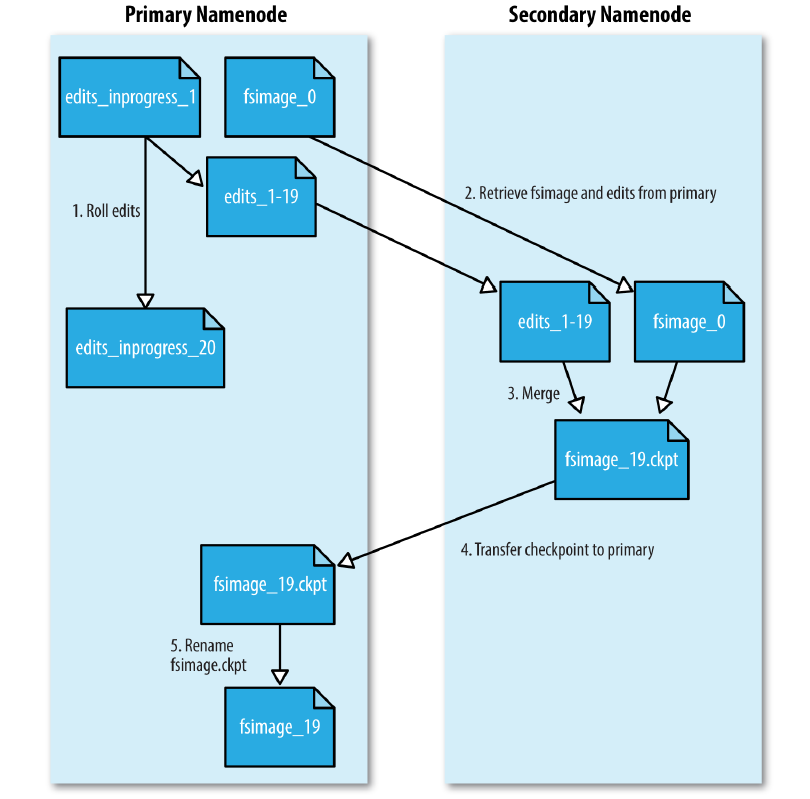 Primary Namenode
Secondary Namenode
edits_inprogress_1
fsimage_0
edits_1-19
1. Roll edits
2. Retrieve fsimage and edits from primary
edits_inprogress_20
edits_1-19
fsimage_0
3. Merge
fsimage_19.ckpt
4. Transfer checkpoint to primary
fsimage_19.ckpt
5. Rename
fsimage.ckpt
fsimage_19